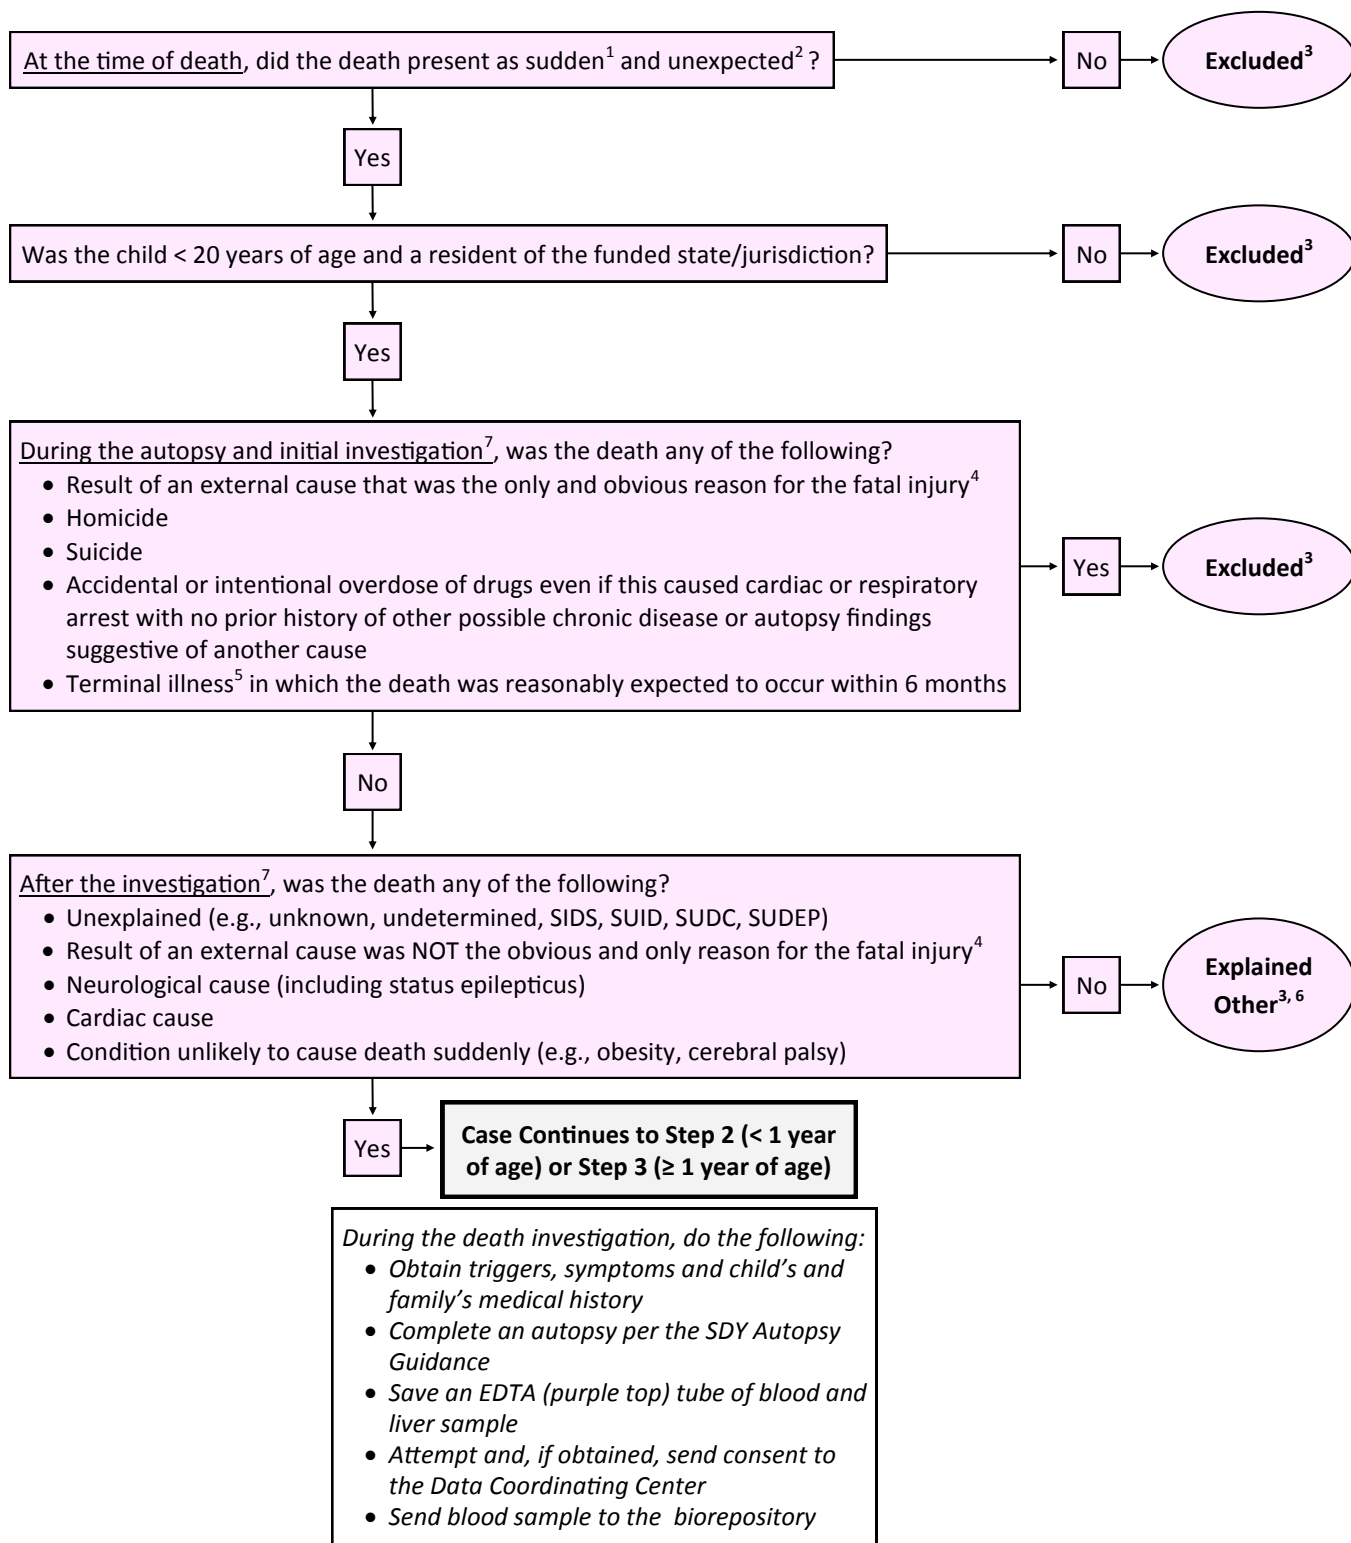 At the time of death, did the death present as sudden¹ and unexpected² ?
No
Excluded³
Yes
Was the child < 20 years of age and a resident of the funded state/jurisdiction?
No
Excluded³
Yes
During the autopsy and initial investigation⁷, was the death any of the following?
• Result of an external cause that was the only and obvious reason for the fatal injury⁴
• Homicide
• Suicide
• Accidental or intentional overdose of drugs even if this caused cardiac or respiratory
arrest with no prior history of other possible chronic disease or autopsy findings
suggestive of another cause
• Terminal illness⁵ in which the death was reasonably expected to occur within 6 months
Yes
Excluded³
No
After the investigation⁷, was the death any of the following?
• Unexplained (e.g., unknown, undetermined, SIDS, SUID, SUDC, SUDEP)
• Result of an external cause was NOT the obvious and only reason for the fatal injury⁴
• Neurological cause (including status epilepticus)
• Cardiac cause
• Condition unlikely to cause death suddenly (e.g., obesity, cerebral palsy)
No
Explained
Other³, ⁶
Yes
Case Continues to Step 2 (< 1 year
of age) or Step 3 (≥ 1 year of age)
During the death investigation, do the following:
• Obtain triggers, symptoms and child's and
family's medical history
• Complete an autopsy per the SDY Autopsy
Guidance
• Save an EDTA (purple top) tube of blood and
liver sample
• Attempt and, if obtained, send consent to
the Data Coordinating Center
• Send blood sample to the biorepository